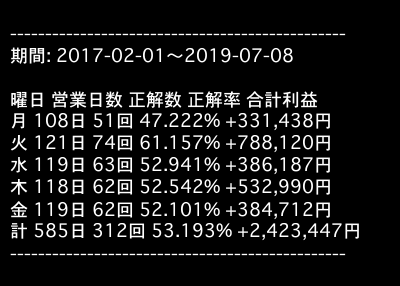 ------------------------------------------------
期間: 2017-02-01〜2019-07-08
曜日 営業日数 正解数 正解率 合計利益
月 108日 51回 47.222% +331,438円
火 121日 74回 61.157% +788,120円
水 119日 63回 52.941% +386,187円
木 118日 62回 52.542% +532,990円
金 119日 62回 52.101% +384,712円
計 585日 312回 53.193% +2,423,447円
------------------------------------------------